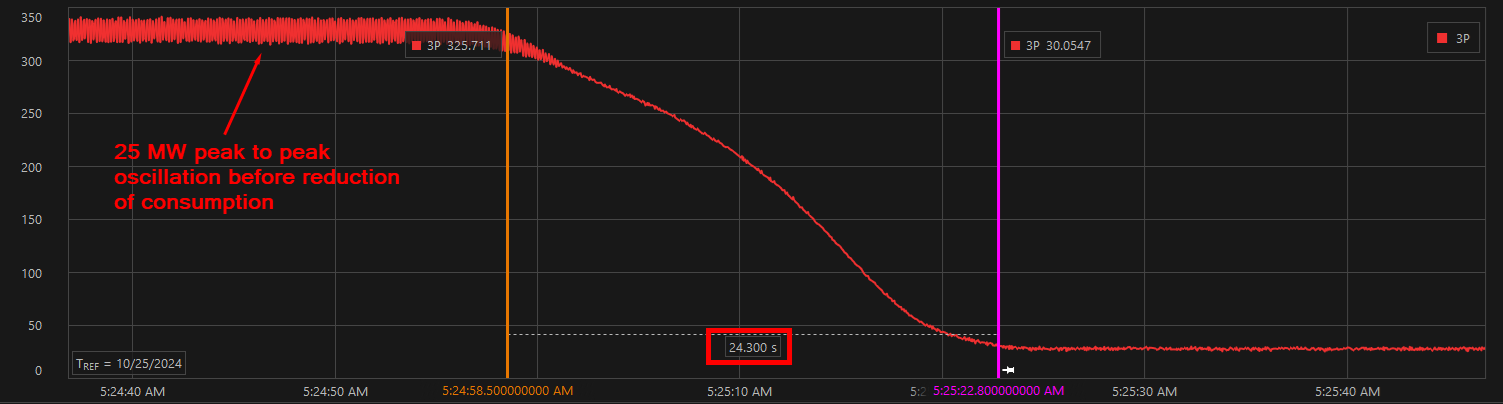 350
300
250
200
150
100
50
0
3P 325.711
3P 30.0547
3P
25 MW peak to peak
oscillation before reduction
of consumption
24.300 s
TREF = 10/25/2024
5:24:40 AM
5:24:50 AM
5:24:58.500000000 AM
5:25:10 AM
5:2
5:25:22.800000000 AM
5:25:30 AM
5:25:40 AM